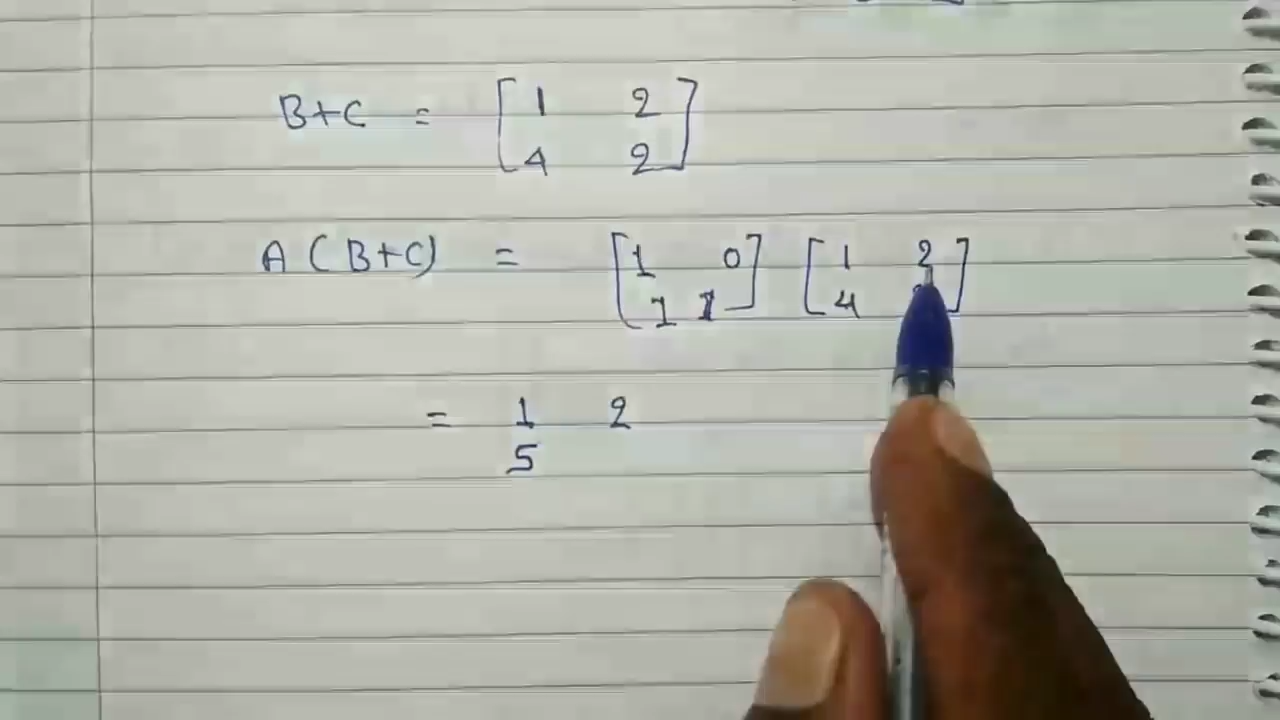 B+C = [1 2
4 2]
A (B+C) = [1 0] [1 2]
1 1 4
= 1 2
5